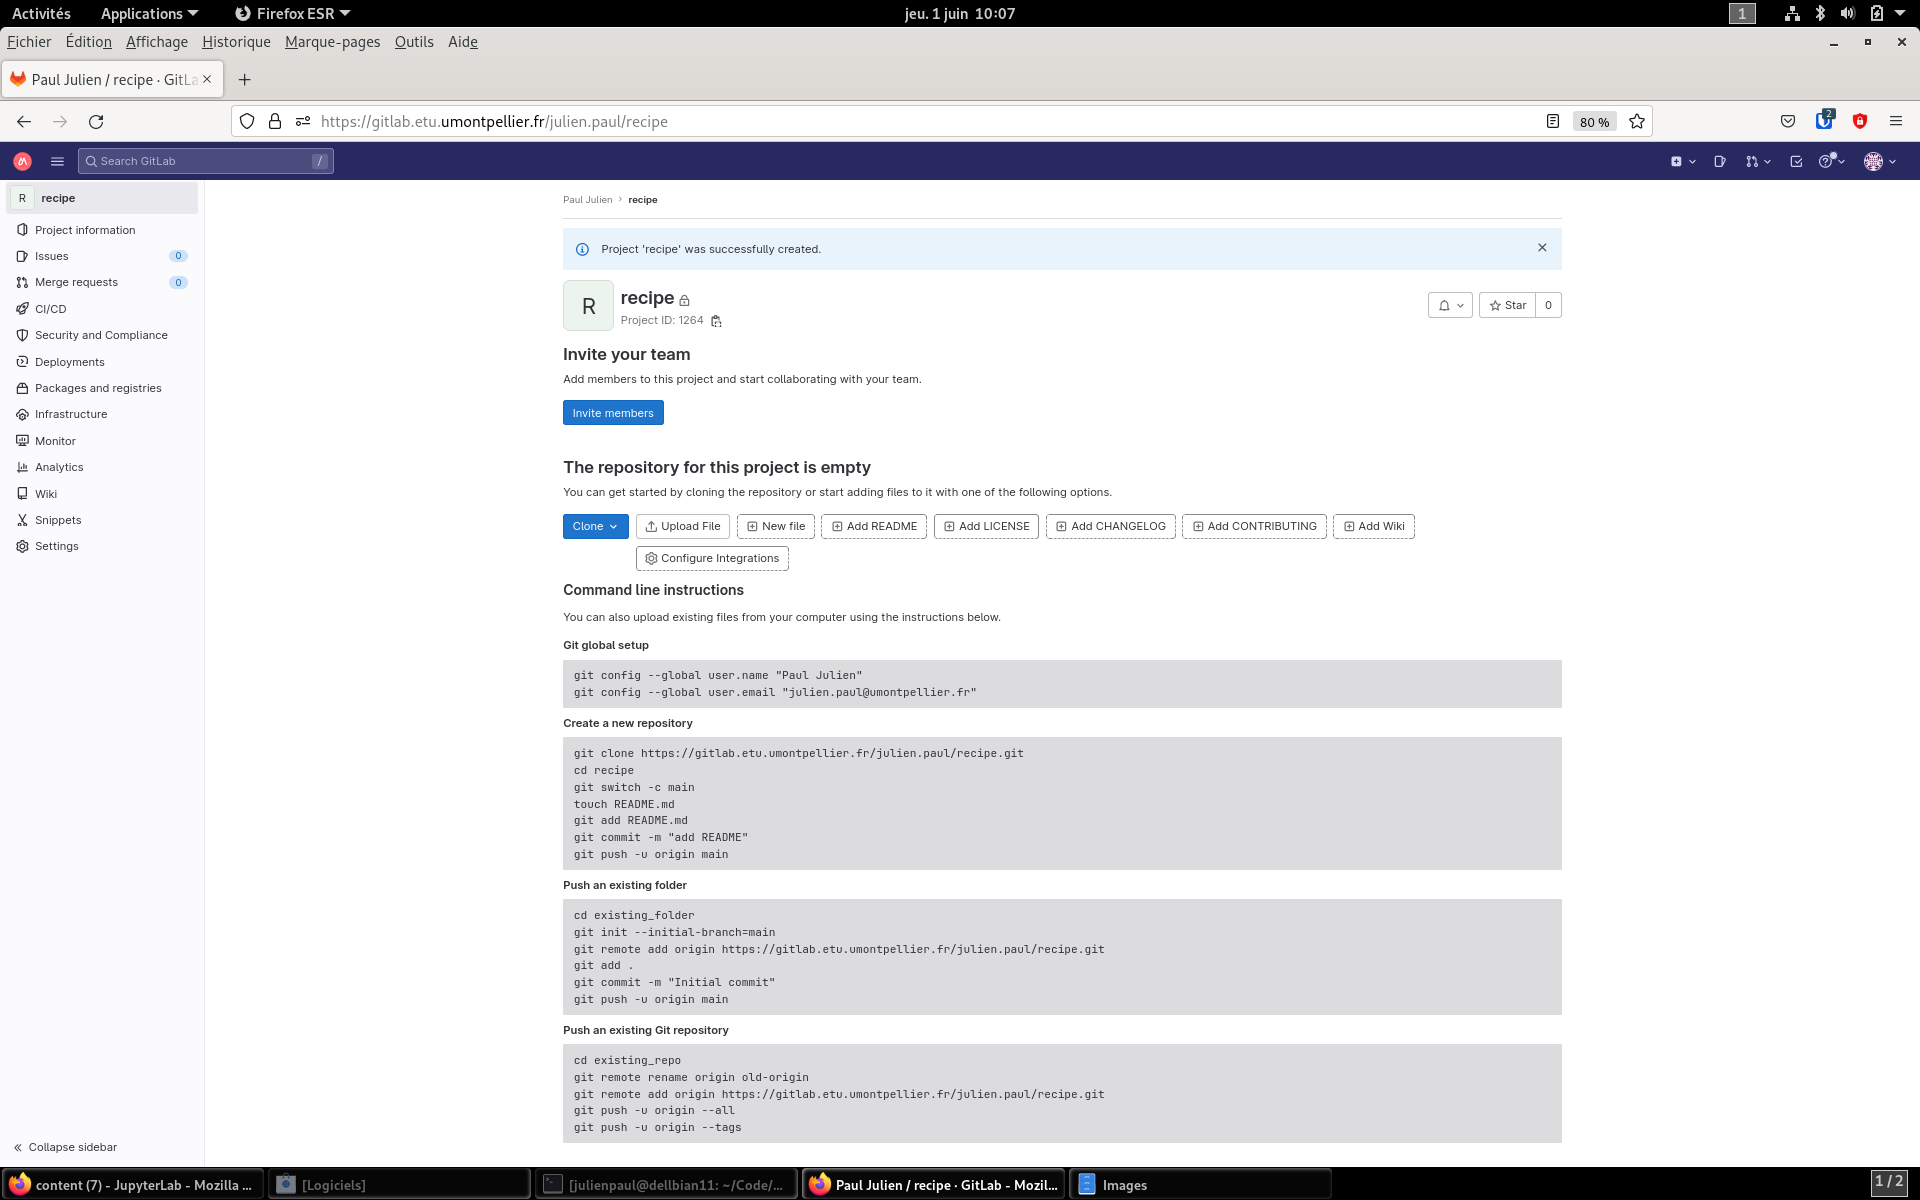 Activités Applications Firefox ESR jeu. 1 juin 10:07 1
Fichier Édition Affichage Historique Marque-pages Outils Aide
Paul Julien / recipe · GitLa
https://gitlab.etu.umontpellier.fr/julien.paul/recipe 80 % 2
Search GitLab /
R recipe
Project information
Issues 0
Merge requests 0
CI/CD
Security and Compliance
Deployments
Packages and registries
Infrastructure
Monitor
Analytics
Wiki
Snippets
Settings
Collapse sidebar
Paul Julien › recipe
Project 'recipe' was successfully created.
R recipe
Project ID: 1264
Star 0
Invite your team
Add members to this project and start collaborating with your team.
Invite members
The repository for this project is empty
You can get started by cloning the repository or start adding files to it with one of the following options.
Clone Upload File New file Add README Add LICENSE Add CHANGELOG Add CONTRIBUTING Add Wiki
Configure Integrations
Command line instructions
You can also upload existing files from your computer using the instructions below.
Git global setup
git config --global user.name "Paul Julien"
git config --global user.email "julien.paul@umontpellier.fr"
Create a new repository
git clone https://gitlab.etu.umontpellier.fr/julien.paul/recipe.git
cd recipe
git switch -c main
touch README.md
git add README.md
git commit -m "add README"
git push -u origin main
Push an existing folder
cd existing_folder
git init --initial-branch=main
git remote add origin https://gitlab.etu.umontpellier.fr/julien.paul/recipe.git
git add .
git commit -m "Initial commit"
git push -u origin main
Push an existing Git repository
cd existing_repo
git remote rename origin old-origin
git remote add origin https://gitlab.etu.umontpellier.fr/julien.paul/recipe.git
git push -u origin --all
git push -u origin --tags
content (7) - JupyterLab - Mozilla ... [Logiciels] [julienpaul@dellbian11: ~/Code/... Paul Julien / recipe · GitLab - Mozil... Images 1 / 2